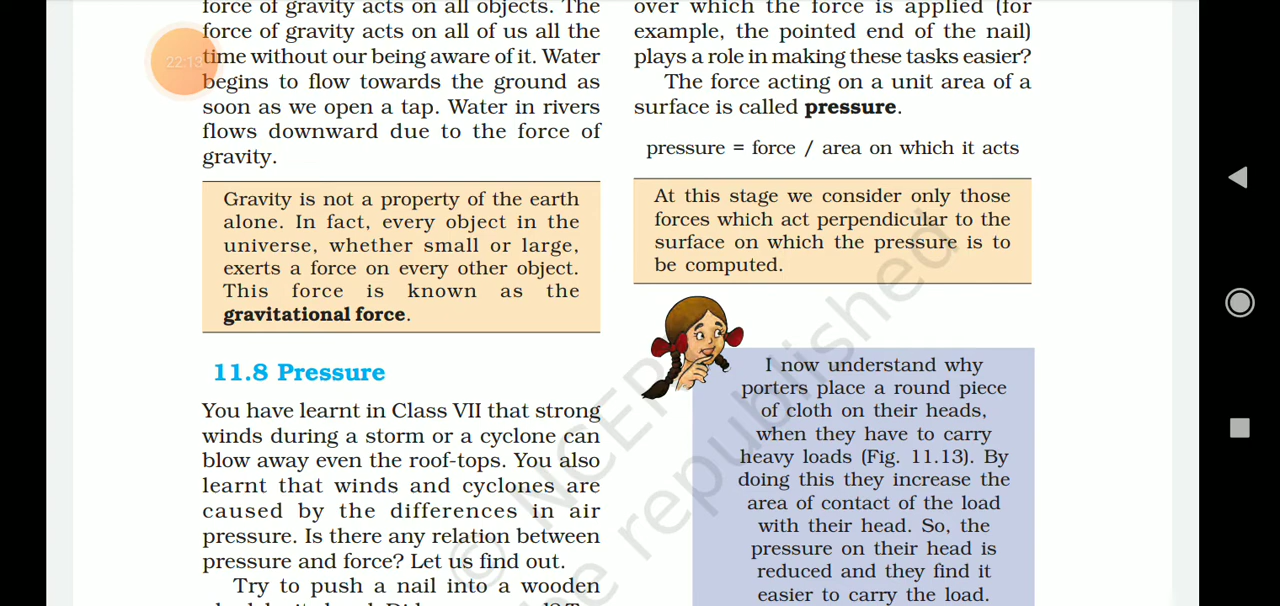 force of gravity acts on all objects. The
force of gravity acts on all of us all the
time without our being aware of it. Water
begins to flow towards the ground as
soon as we open a tap. Water in rivers
flows downward due to the force of
gravity.
22:13
Gravity is not a property of the earth
alone. In fact, every object in the
universe, whether small or large,
exerts a force on every other object.
This force is known as the
gravitational force.
11.8 Pressure
You have learnt in Class VII that strong
winds during a storm or a cyclone can
blow away even the roof-tops. You also
learnt that winds and cyclones are
caused by the differences in air
pressure. Is there any relation between
pressure and force? Let us find out.
Try to push a nail into a wooden
over which the force is applied (for
example, the pointed end of the nail)
plays a role in making these tasks easier?
The force acting on a unit area of a
surface is called pressure.
pressure = force / area on which it acts
At this stage we consider only those
forces which act perpendicular to the
surface on which the pressure is to
be computed.
I now understand why
porters place a round piece
of cloth on their heads,
when they have to carry
heavy loads (Fig. 11.13). By
doing this they increase the
area of contact of the load
with their head. So, the
pressure on their head is
reduced and they find it
easier to carry the load.
© NCER
republished